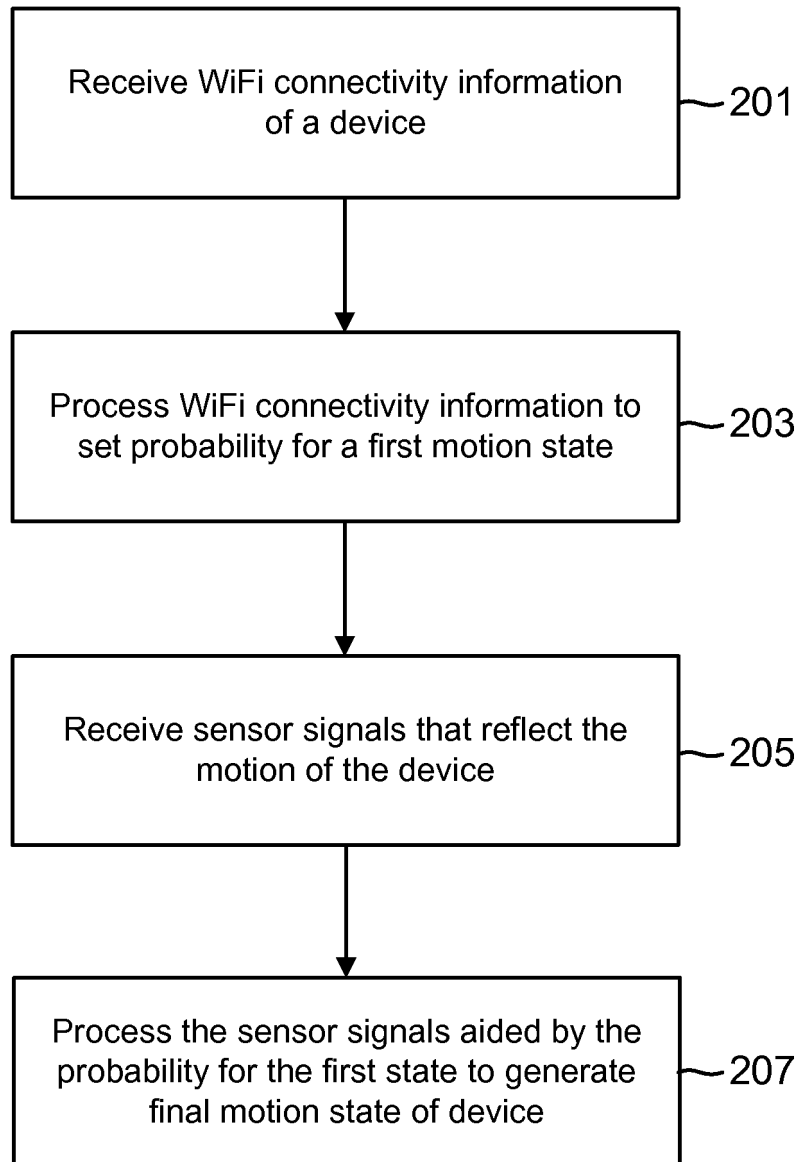 Receive WiFi connectivity information
of a device
201
Process WiFi connectivity information to
set probability for a first motion state
203
Receive sensor signals that reflect the
motion of the device
205
Process the sensor signals aided by the
probability for the first state to generate
final motion state of device
207